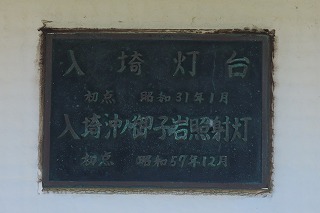 入埼灯台
初点 昭和31年1月
入埼沖ノ御子岩照射灯
初点 昭和57年12月